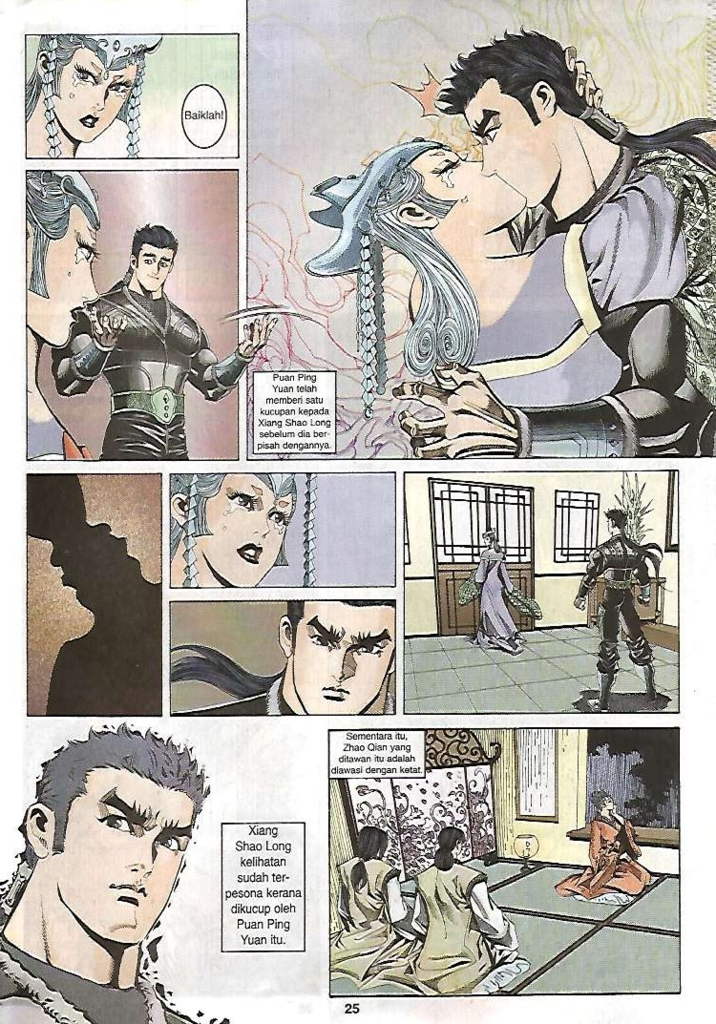 Baiklah!
Puan Ping
Yuan telah
memberi satu
kucupan kepada
Xiang Shao Long
sebelum dia ber-
pisah dengannya.
Sementara itu,
Zhao Qian yang
ditawan itu adalah
diawasi dengan ketat.
Xiang
Shao Long
kelihatan
sudah ter-
pesona kerana
dikucup oleh
Puan Ping
Yuan itu.
25